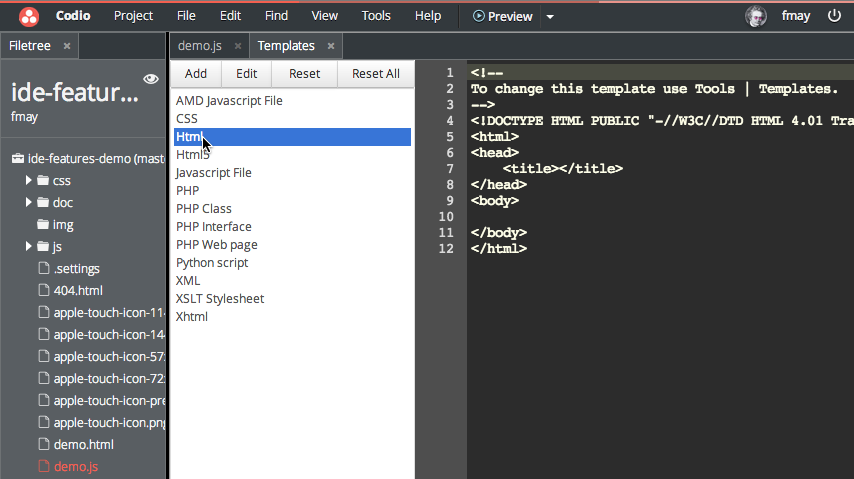 Codio Project File Edit Find View Tools Help Preview fmay
Filetree × demo.js × Templates ×
ide-featur...
fmay
ide-features-demo (mast
css
doc
img
js
.settings
404.html
apple-touch-icon-11
apple-touch-icon-14
apple-touch-icon-57
apple-touch-icon-72
apple-touch-icon-pre
apple-touch-icon.png
demo.html
demo.js
Add Edit Reset Reset All
AMD Javascript File
CSS
Html
Html5
Javascript File
PHP
PHP Class
PHP Interface
PHP Web page
Python script
XML
XSLT Stylesheet
Xhtml
1 <!--
2 To change this template use Tools | Templates.
3 -->
4 <!DOCTYPE HTML PUBLIC "-//W3C//DTD HTML 4.01 Tra
5 <html>
6 <head>
7 <title></title>
8 </head>
9 <body>
10
11 </body>
12 </html>